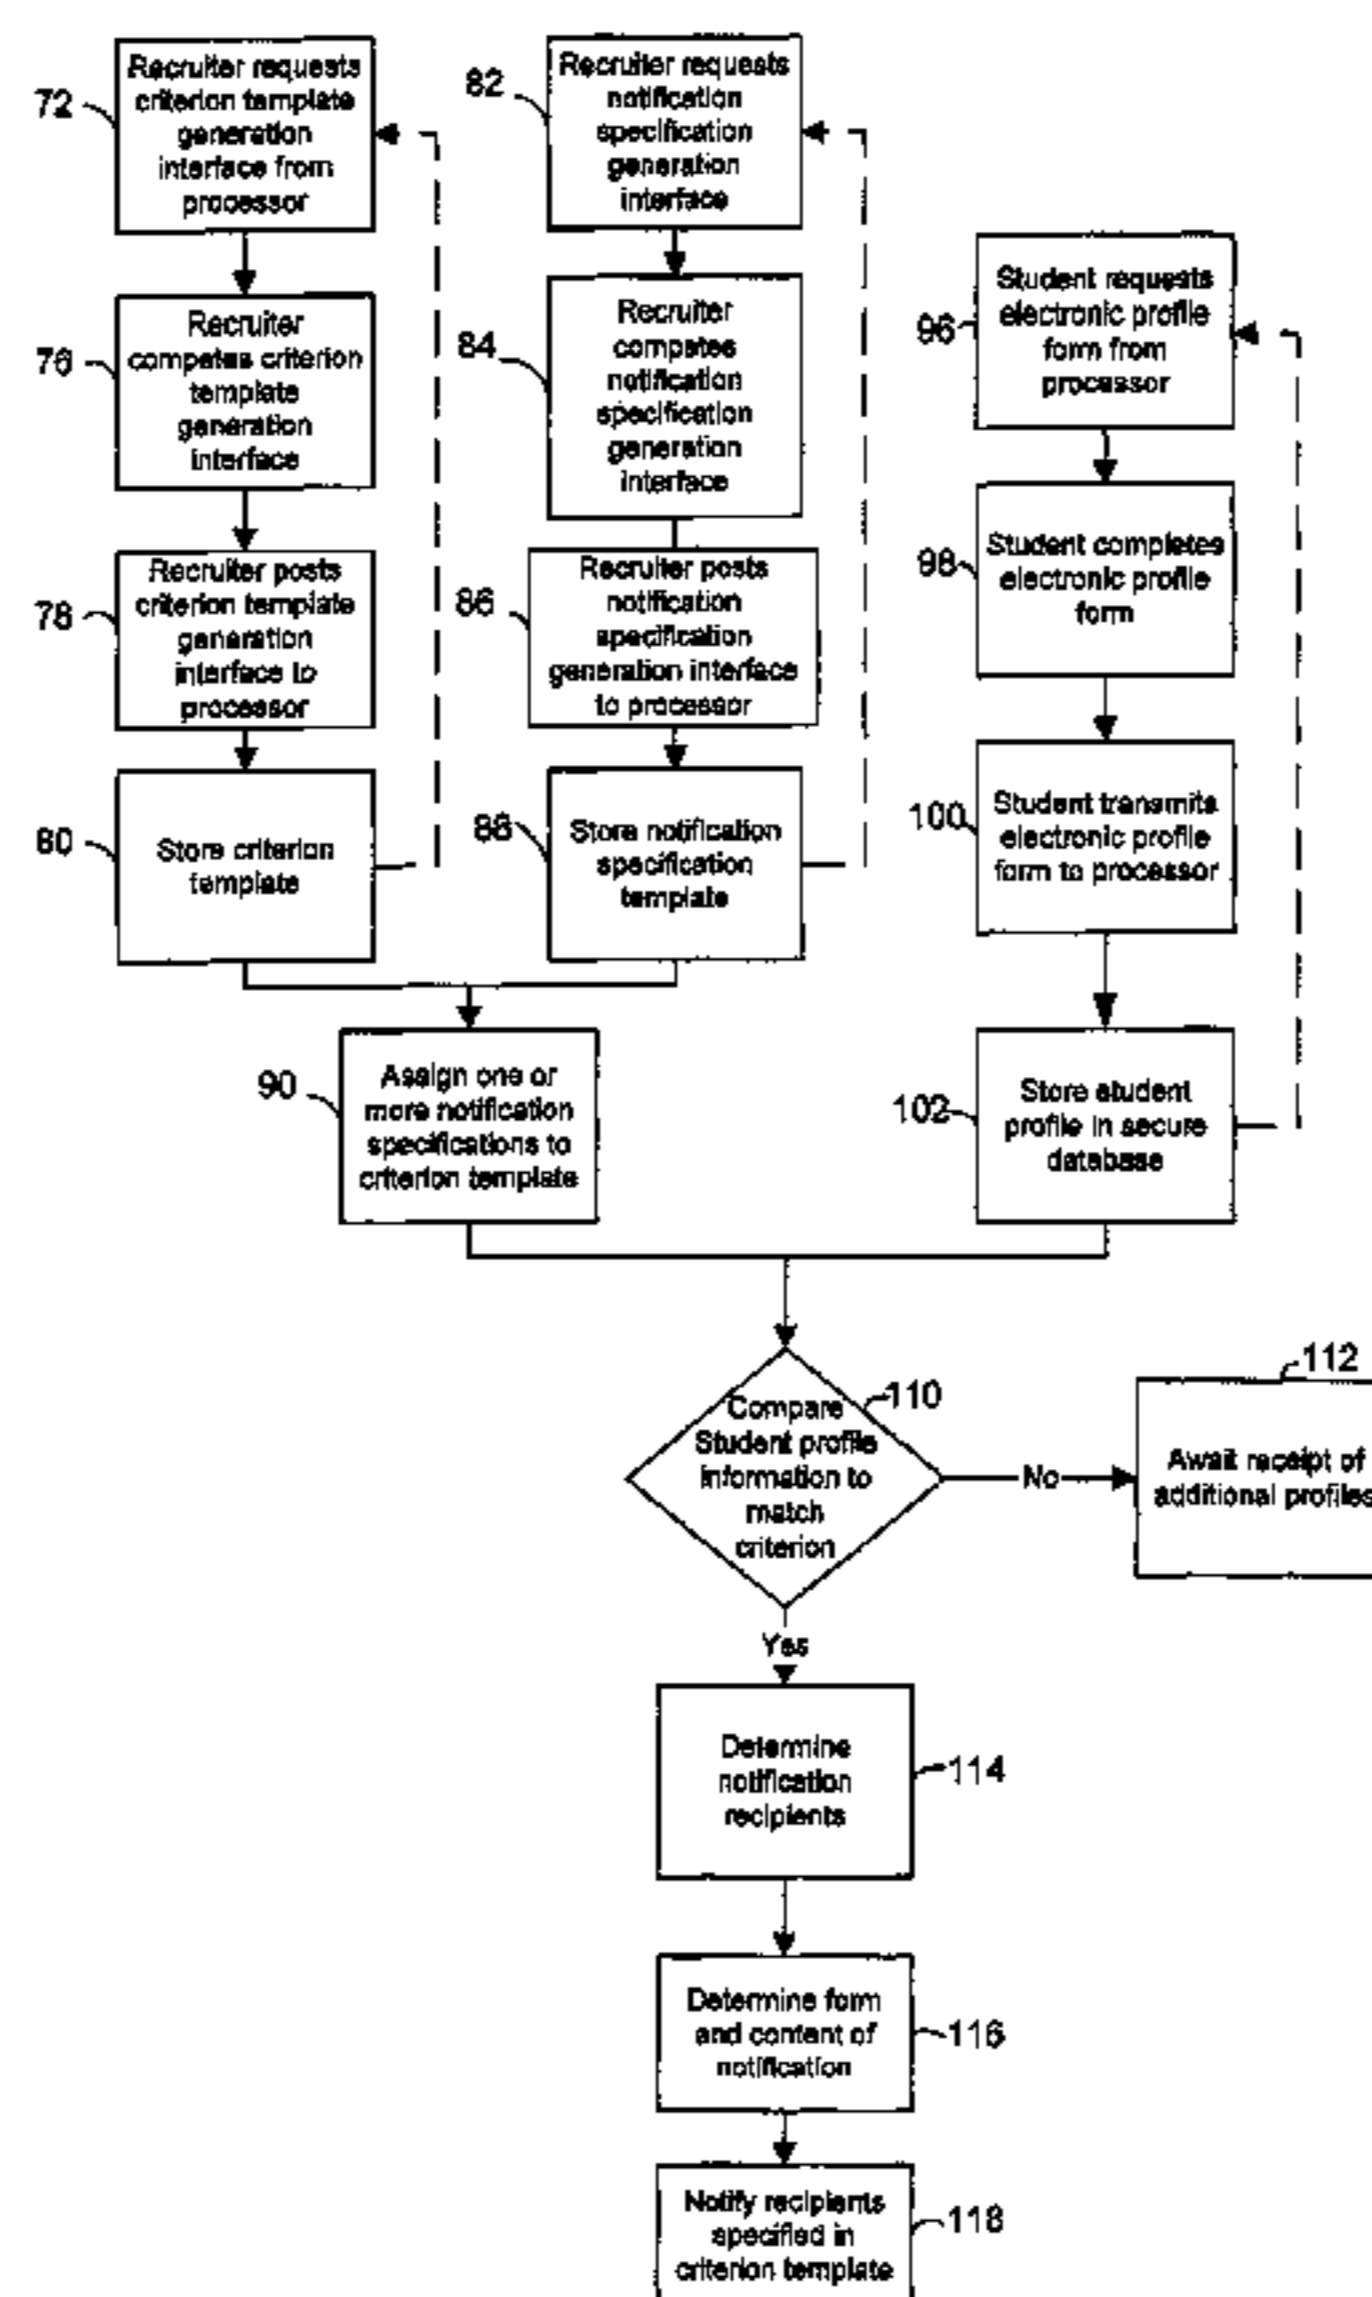 72
Recruiter requests
criterion template
generation
interface from
processor
76
Recruiter
compates criterion
template
generation
interface
78
Recruiter posts
criterion template
generation
interface to
processor
80
Store criterion
template
82
Recruiter requests
notification
specification
generation
interface
84
Recruiter
compates
notification
specification
generation
interface
86
Recruiter posts
notification
specification
generation interface
to processor
88
Store notification
specification
template
90
Assign one or
more notification
specifications to
criterion template
96
Student requests
electronic profile
form from
processor
98
Student completes
electronic profile
form
100
Student transmits
electronic profile
form to processor
102
Store student
profile in secure
database
110
Compare
Student profile
information to
match
criterion
No
112
Await receipt of
additional profiles
Yes
114
Determine
notification
recipients
116
Determine form
and content of
notification
118
Notify recipients
specified in
criterion template